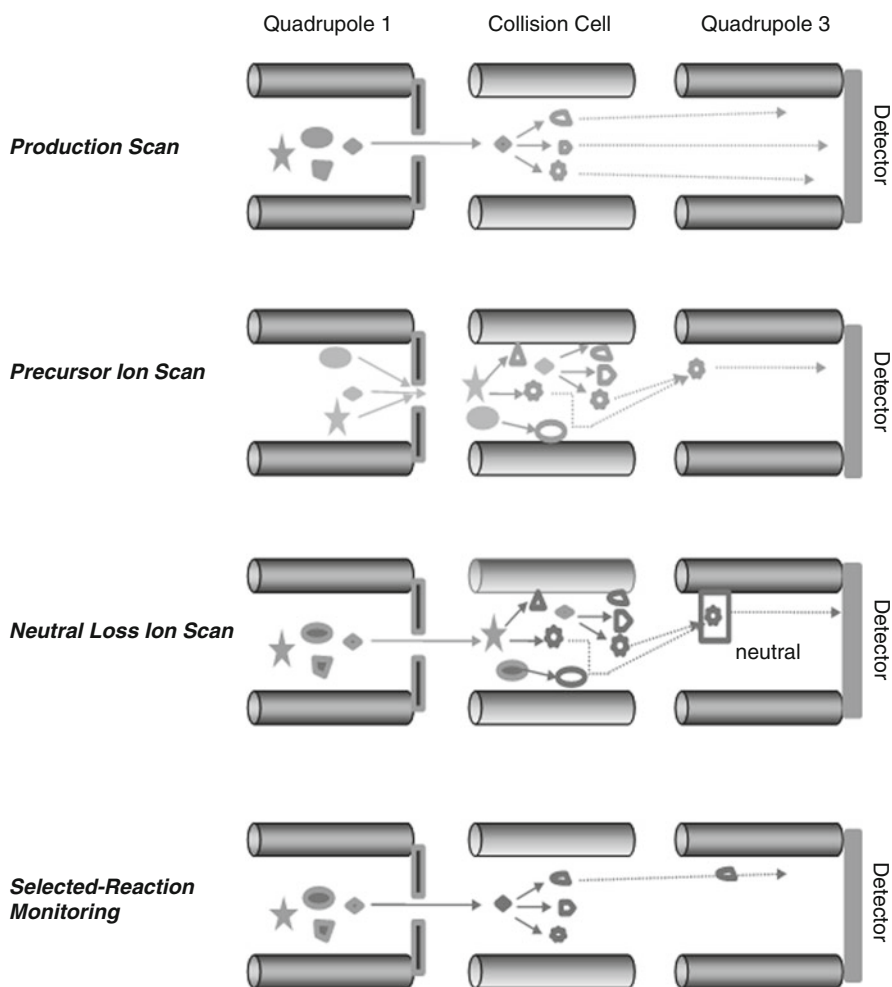 Quadrupole 1 Collision Cell Quadrupole 3
Production Scan
Detector
Precursor Ion Scan
Detector
Neutral Loss Ion Scan
neutral
Detector
Selected-Reaction
Monitoring
Detector